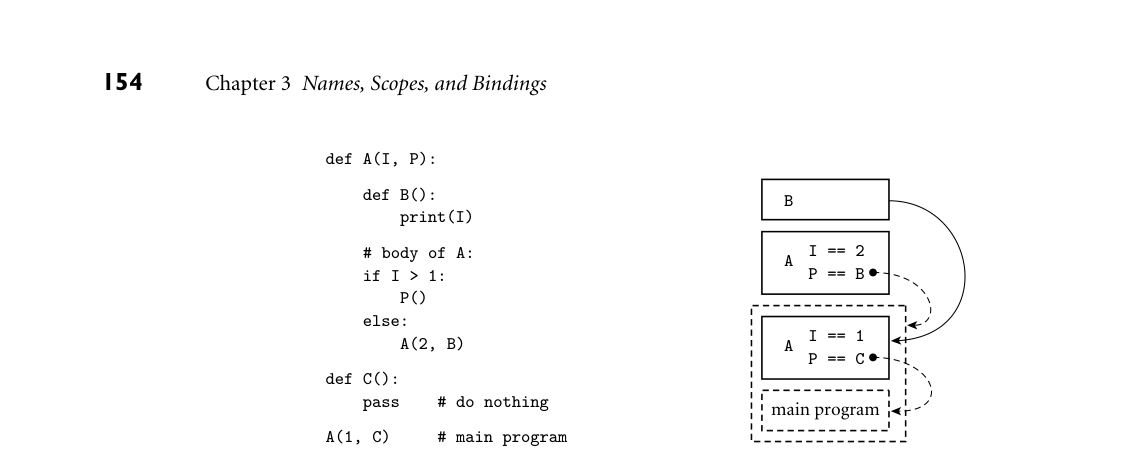 154 Chapter 3 Names, Scopes, and Bindings
def A(I, P):
def B():
print(I)
# body of A:
if I > 1:
P()
else:
A(2, B)
def C():
pass # do nothing
A(1, C) # main program
B
A
I == 2
P == B
A
I == 1
P == C
main program